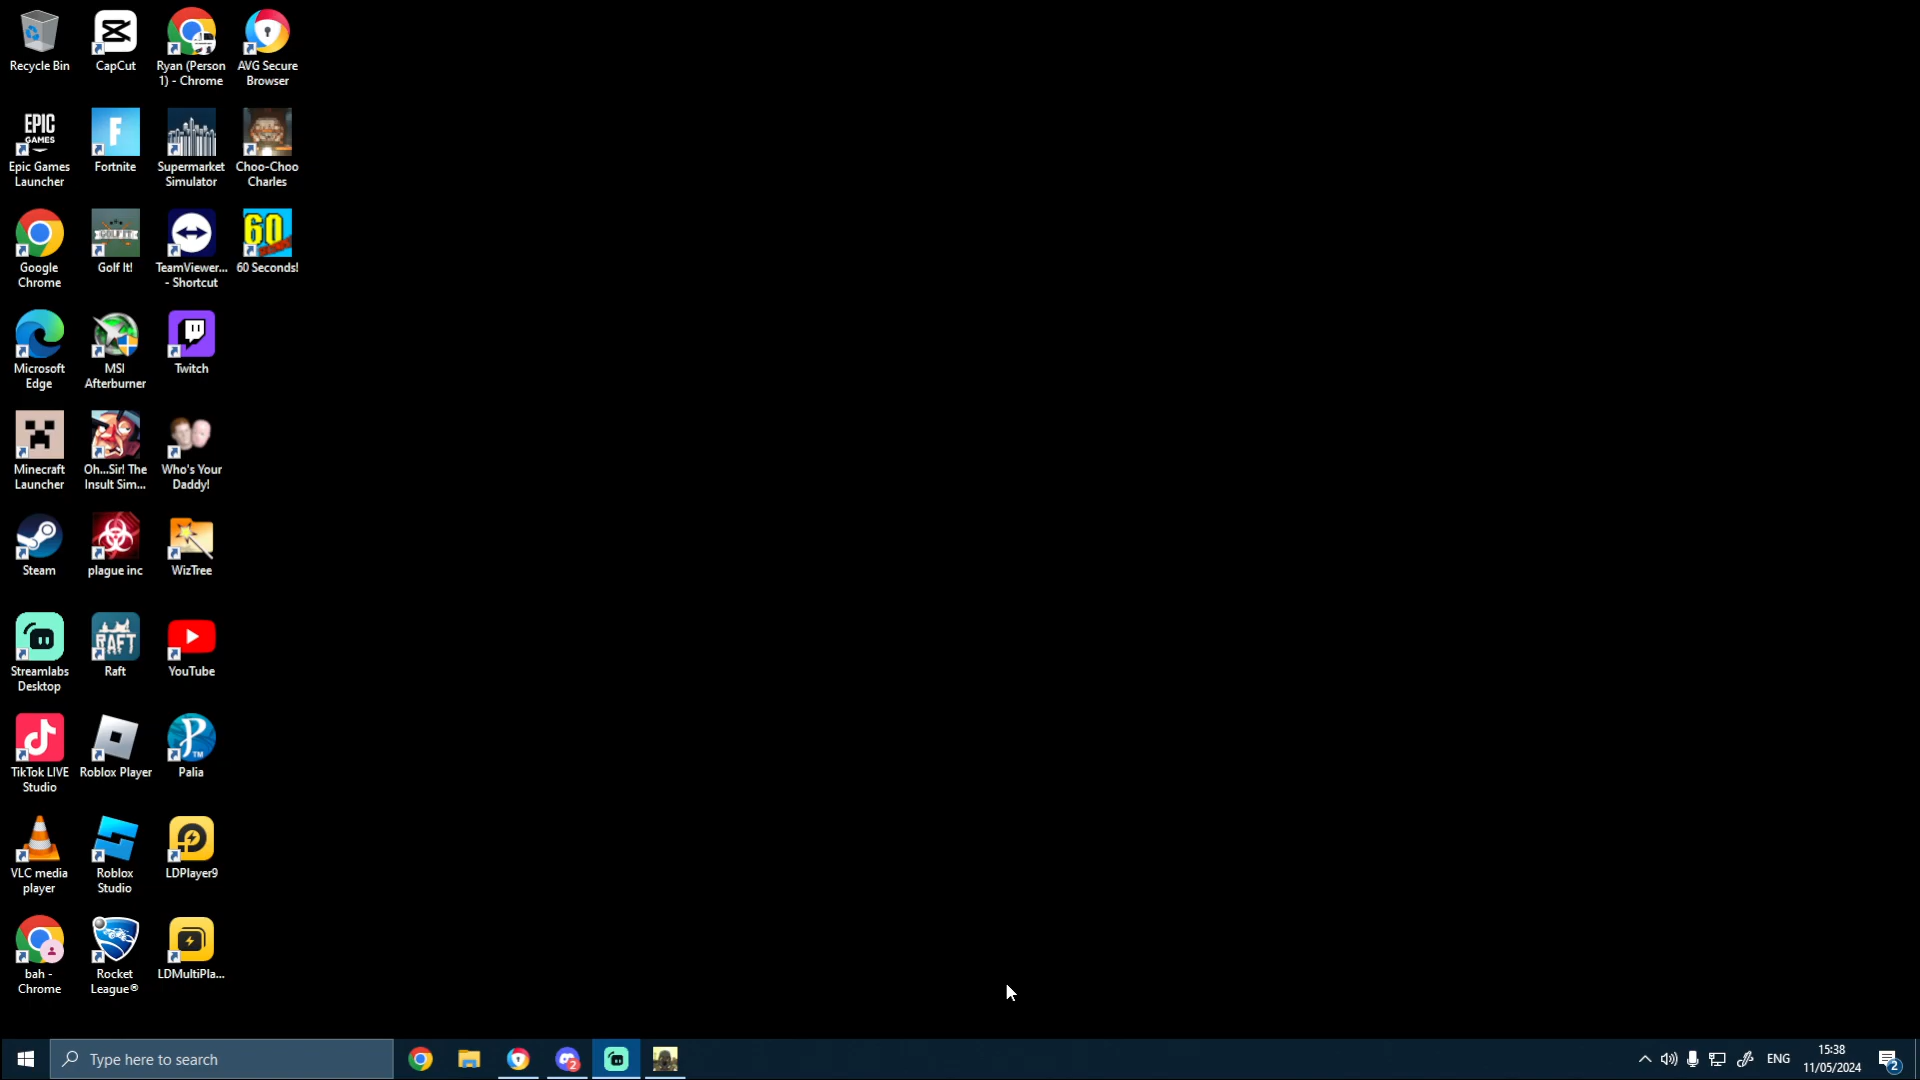 Recycle Bin
CapCut
Ryan (Person
1) - Chrome
AVG Secure
Browser
EPIC
GAMES
Epic Games
Launcher
F
Fortnite
Supermarket
Simulator
Choo-Choo
Charles
Google
Chrome
GOLF IT!
Golf It!
TeamViewer...
- Shortcut
60
60 Seconds!
Microsoft
Edge
MSI
Afterburner
Twitch
Minecraft
Launcher
Oh...Sir! The
Insult Sim...
Who's Your
Daddy!
Steam
plague inc
WizTree
Streamlabs
Desktop
RAFT
Raft
YouTube
TikTok LIVE
Studio
Roblox Player
P
TM
Palia
VLC media
player
Roblox
Studio
LDPlayer9
bah -
Chrome
Rocket
League®
LDMultiPla...
Type here to search
2
ENG
15:38
11/05/2024
2